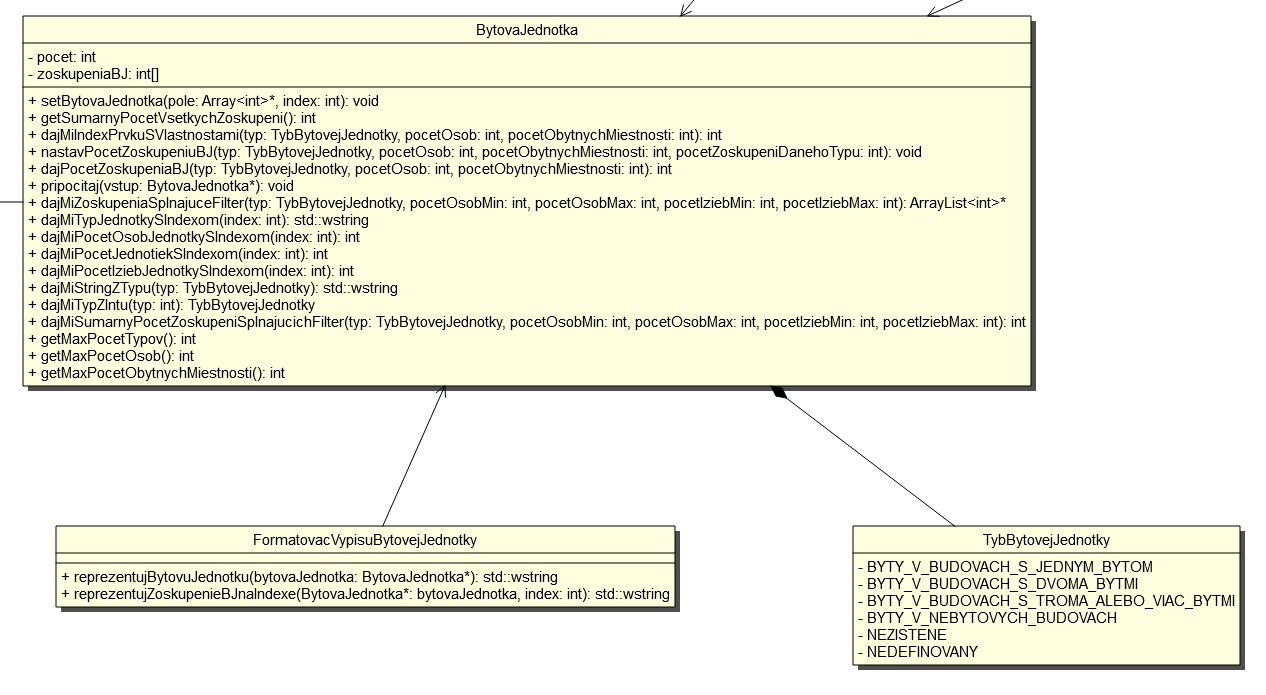 BytovaJednotka
- pocet: int
- zoskupeniaBJ: int[]
+ setBytovaJednotka(pole: Array<int>*, index: int): void
+ getSumarnyPocetVsetkychZoskupeni(): int
+ dajMiIndexPrvkuSVlastnostami(typ: TybBytovejJednotky, pocetOsob: int, pocetObytnychMiestnosti: int): int
+ nastavPocetZoskupeniuBJ(typ: TybBytovejJednotky, pocetOsob: int, pocetObytnychMiestnosti: int, pocetZoskupeniDanehoTypu: int): void
+ dajPocetZoskupeniaBJ(typ: TybBytovejJednotky, pocetOsob: int, pocetObytnychMiestnosti: int): int
+ pripocitaj(vstup: BytovaJednotka*): void
+ dajMiZoskupeniaSplnajuceFilter(typ: TybBytovejJednotky, pocetOsobMin: int, pocetOsobMax: int, pocetIziebMin: int, pocetIziebMax: int): ArrayList<int>*
+ dajMiTypJednotkySIndexom(index: int): std::wstring
+ dajMiPocetOsobJednotkySIndexom(index: int): int
+ dajMiPocetJednotiekSIndexom(index: int): int
+ dajMiPocetIziebJednotkySIndexom(index: int): int
+ dajMiStringZTypu(typ: TybBytovejJednotky): std::wstring
+ dajMiTypZIntu(typ: int): TybBytovejJednotky
+ dajMiSumarnyPocetZoskupeniSplnajucichFilter(typ: TybBytovejJednotky, pocetOsobMin: int, pocetOsobMax: int, pocetIziebMin: int, pocetIziebMax: int): int
+ getMaxPocetTypov(): int
+ getMaxPocetOsob(): int
+ getMaxPocetObytnychMiestnosti(): int
FormatovacVypisuBytovejJednotky
+ reprezentujBytovuJednotku(bytovaJednotka: BytovaJednotka*): std::wstring
+ reprezentujZoskupenieBJnaIndexe(BytovaJednotka*: bytovaJednotka, index: int): std::wstring
TybBytovejJednotky
- BYTY_V_BUDOVACH_S_JEDNYM_BYTOM
- BYTY_V_BUDOVACH_S_DVOMA_BYTMI
- BYTY_V_BUDOVACH_S_TROMA_ALEBO_VIAC_BYTMI
- BYTY_V_NEBYTOVYCH_BUDOVACH
- NEZISTENE
- NEDEFINOVANY